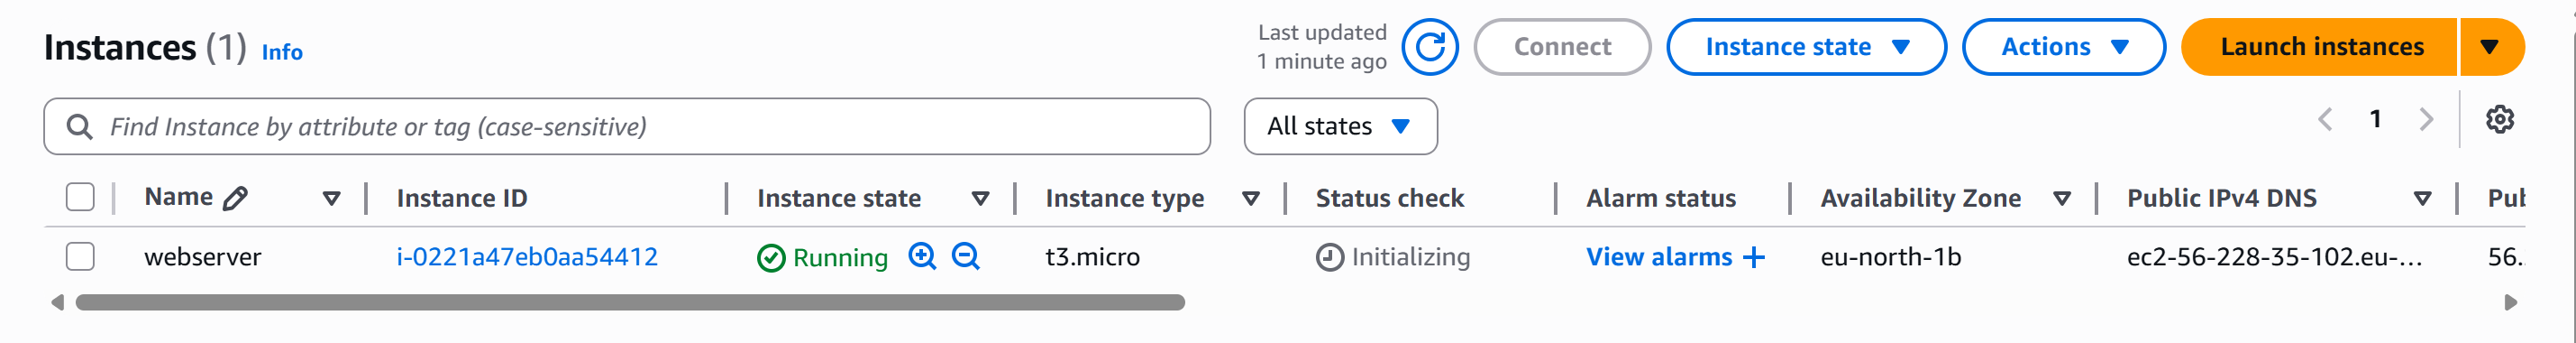 Instances (1) Info
Last updated
1 minute ago
Connect
Instance state
Actions
Launch instances
Find Instance by attribute or tag (case-sensitive)
All states
1
Name Instance ID Instance state Instance type Status check Alarm status Availability Zone Public IPv4 DNS Pub
webserver i-0221a47eb0aa54412 Running t3.micro Initializing View alarms + eu-north-1b ec2-56-228-35-102.eu-... 56.